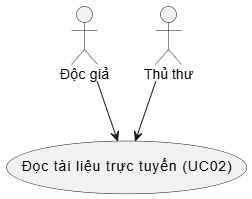 Độc giả
Thủ thư
Đọc tài liệu trực tuyến (UC02)